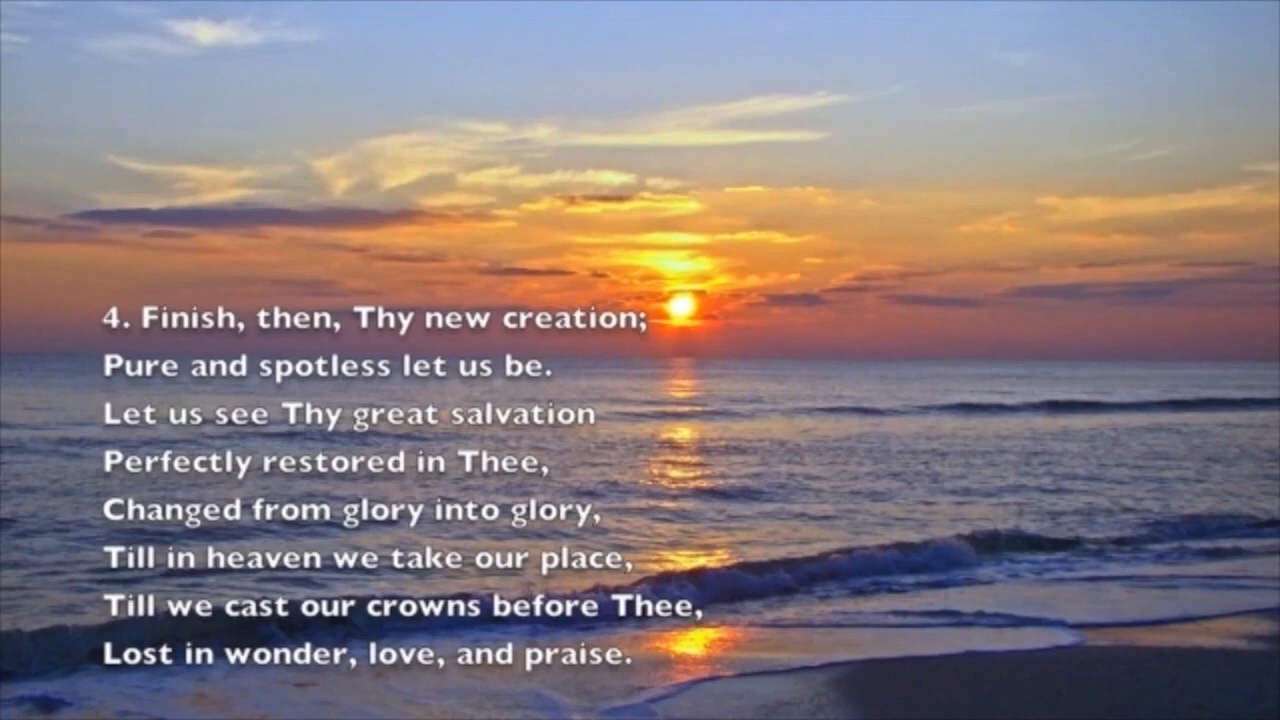 4. Finish, then, Thy new creation;
Pure and spotless let us be.
Let us see Thy great salvation
Perfectly restored in Thee,
Changed from glory into glory,
Till in heaven we take our place,
Till we cast our crowns before Thee,
Lost in wonder, love, and praise.